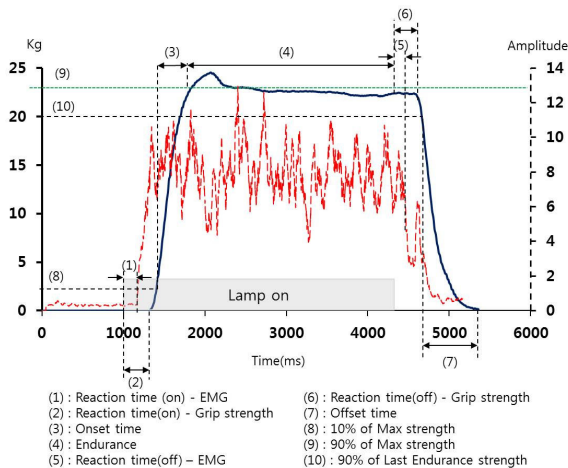 (6)
Kg
(3)
(4)
(5)
Amplitude
25
(9)
14
12
20
(10)
10
15
8
10
6
4
5
(1)
2
(8)
Lamp on
0
0
0
1000
2000
3000
4000
5000
6000
Time(ms)
(2)
(7)
(1) : Reaction time (on) - EMG
(2) : Reaction time(on) - Grip strength
(3) : Onset time
(4) : Endurance
(5) : Reaction time(off) – EMG
(6) : Reaction time(off) - Grip strength
(7) : Offset time
(8) : 10% of Max strength
(9) : 90% of Max strength
(10) : 90% of Last Endurance strength